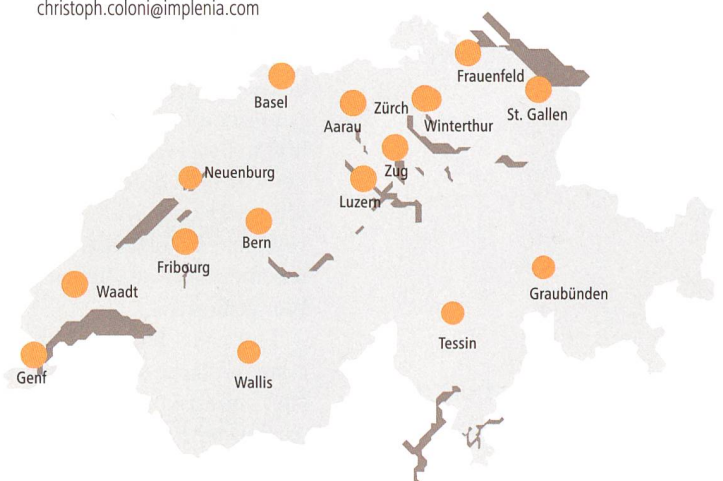 christoph.coloni@implenia.com
Frauenfeld
Basel
Zürch
St. Gallen
Aarau
Winterthur
Neuenburg
Zug
Luzern
Bern
Fribourg
Waadt
Graubünden
Tessin
Genf
Wallis